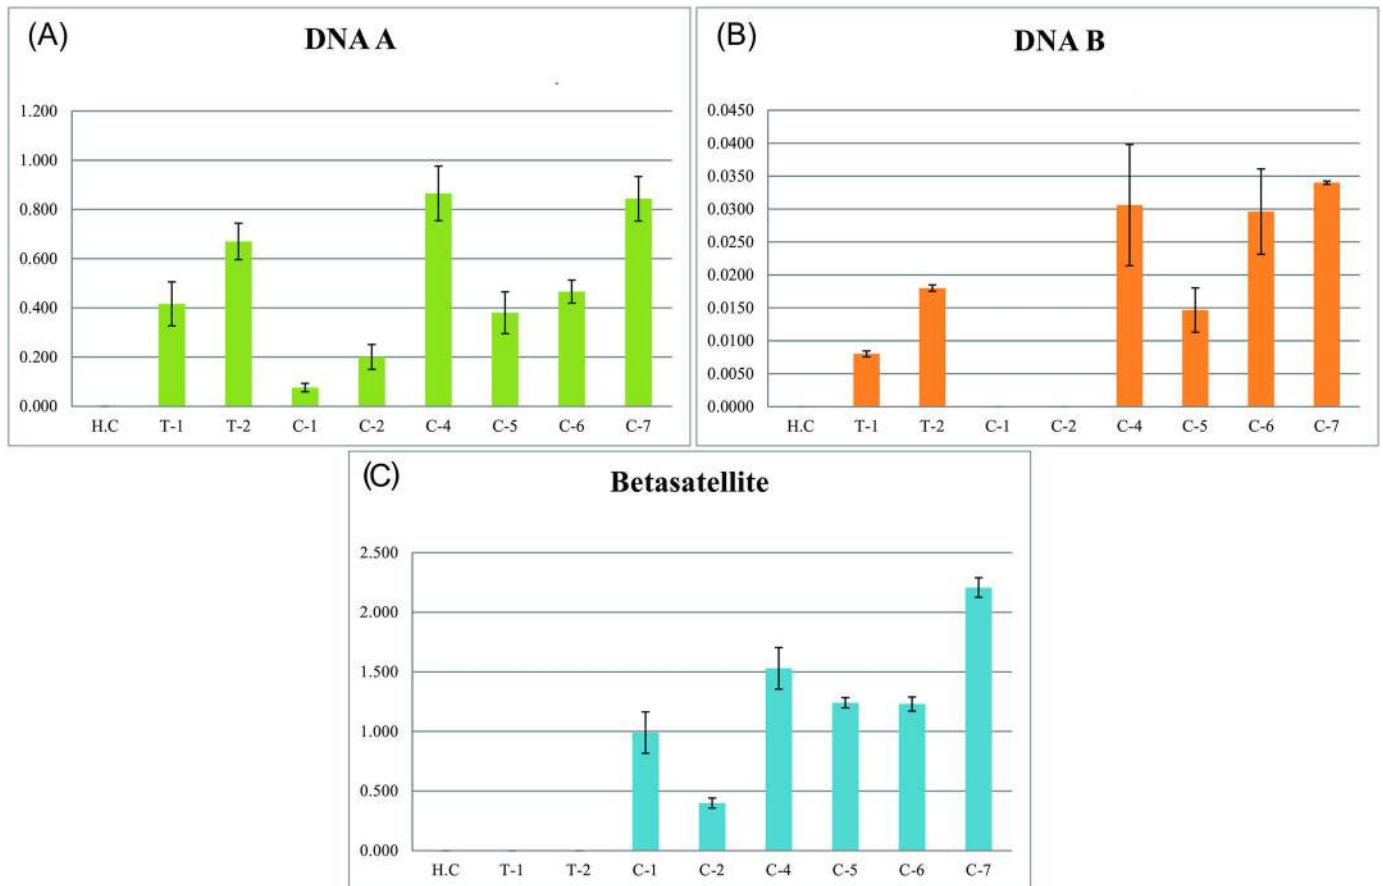 (A)
DNA A
1.200
1.000
0.800
0.600
0.400
0.200
0.000
H.C T-1 T-2 C-1 C-2 C-4 C-5 C-6 C-7
(B)
DNA B
0.0450
0.0400
0.0350
0.0300
0.0250
0.0200
0.0150
0.0100
0.0050
0.0000
H.C T-1 T-2 C-1 C-2 C-4 C-5 C-6 C-7
(C)
Betasatellite
2.500
2.000
1.500
1.000
0.500
0.000
H.C T-1 T-2 C-1 C-2 C-4 C-5 C-6 C-7